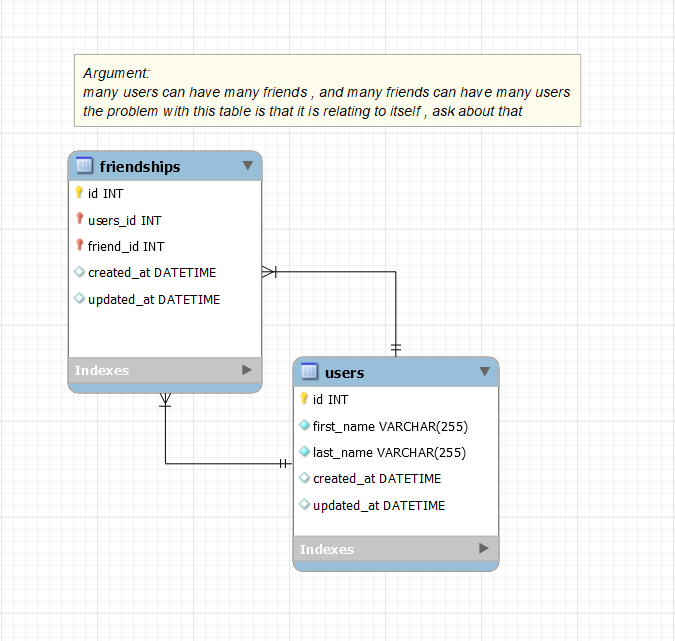 Argument:
many users can have many friends , and many friends can have many users
the problem with this table is that it is relating to itself , ask about that
friendships
id INT
users_id INT
friend_id INT
created_at DATETIME
updated_at DATETIME
Indexes
users
id INT
first_name VARCHAR(255)
last_name VARCHAR(255)
created_at DATETIME
updated_at DATETIME
Indexes